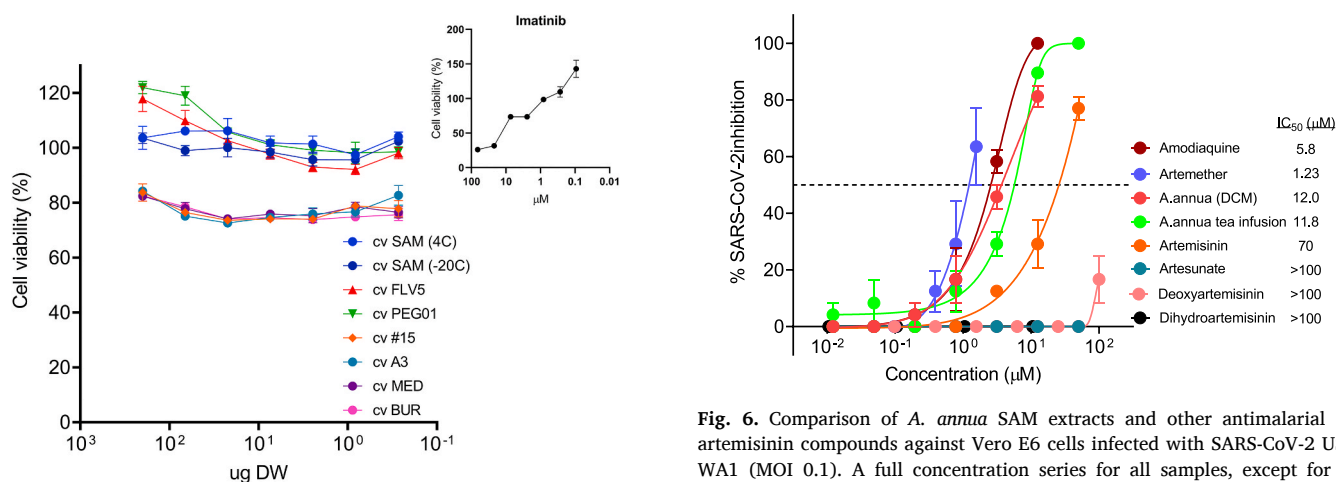 Imatinib
Cell viability (%)
200
150
100
50
0
100
10
1
0.1
0.01
μM
Cell viability (%)
120
100
80
60
40
20
0
10³
10²
10¹
10⁰
10⁻¹
ug DW
cv SAM (4C)
cv SAM (-20C)
cv FLV5
cv PEG01
cv #15
cv A3
cv MED
cv BUR
% SARS-CoV-2inhibition
100
80
60
40
20
0
10⁻²
10⁻¹
10⁰
10¹
10²
Concentration (μM)
IC₅₀ (μM)
Amodiaquine 5.8
Artemether 1.23
A.annua (DCM) 12.0
A.annua tea infusion 11.8
Artemisinin 70
Artesunate >100
Deoxyartemisinin >100
Dihydroartemisinin >100
Fig. 6. Comparison of A. annua SAM extracts and other antimalarial
artemisinin compounds against Vero E6 cells infected with SARS-CoV-2
WA1 (MOI 0.1). A full concentration series for all samples, except for